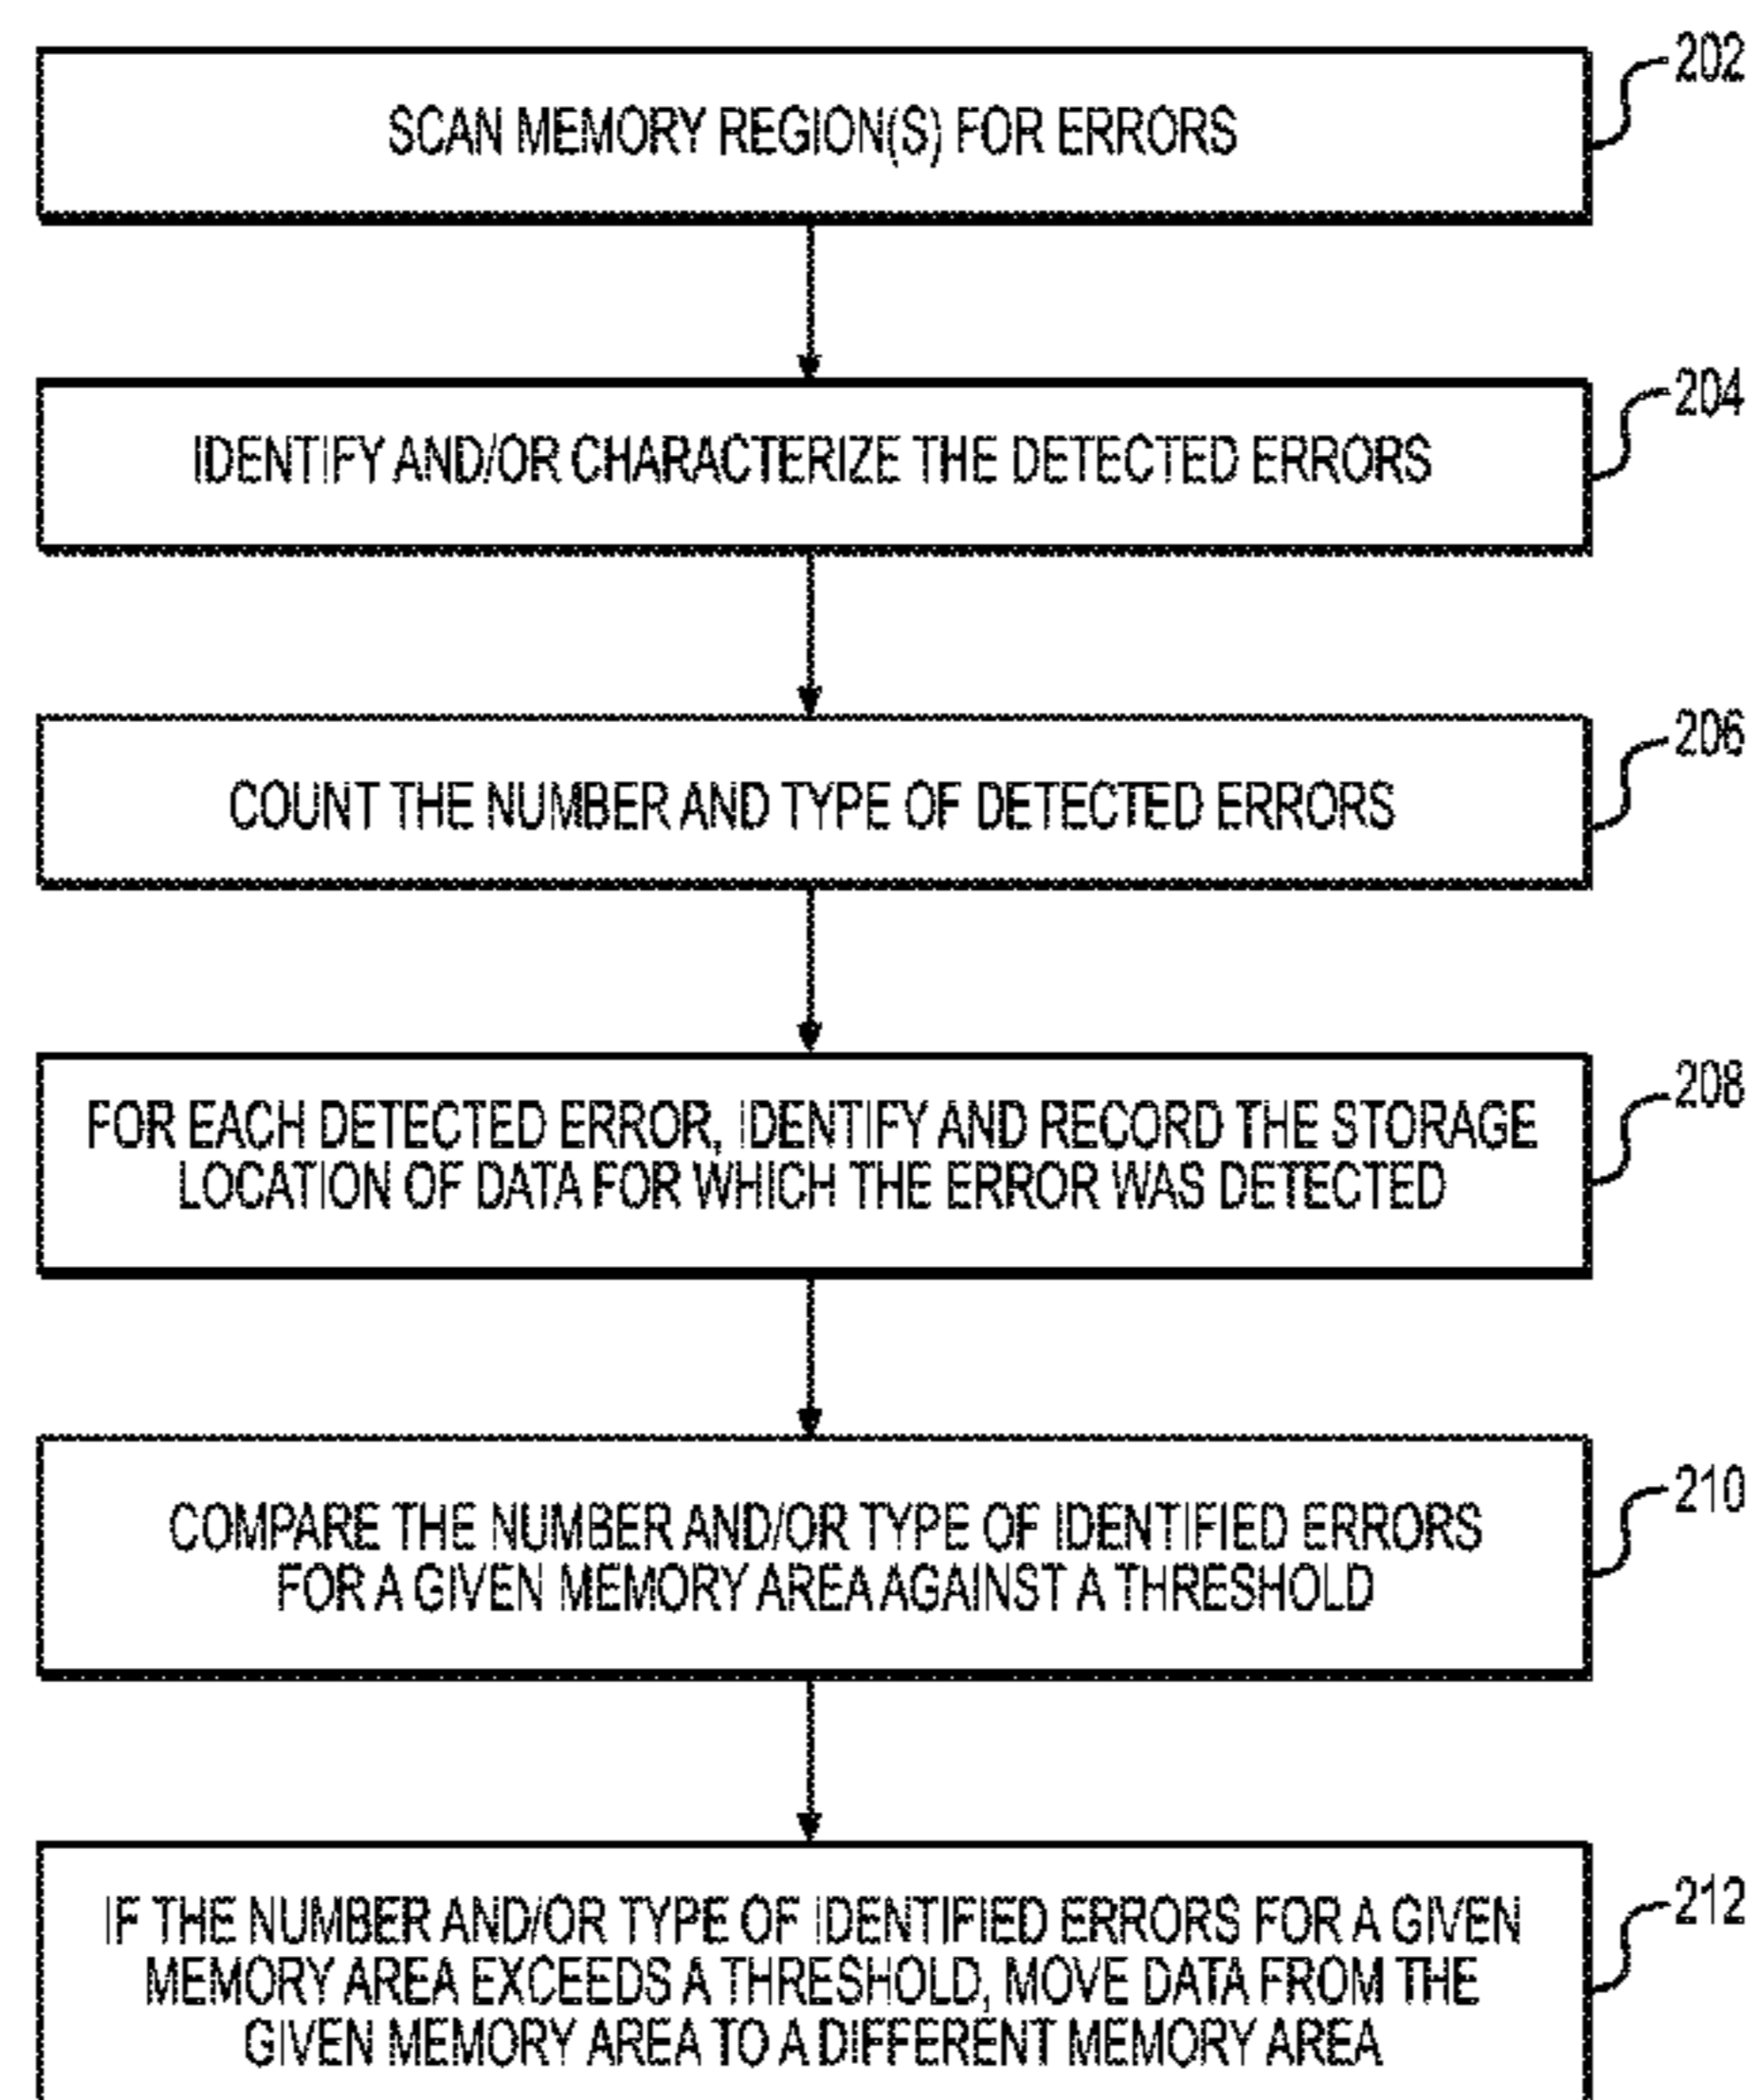 202
SCAN MEMORY REGION(S) FOR ERRORS
204
IDENTIFY AND/OR CHARACTERIZE THE DETECTED ERRORS
206
COUNT THE NUMBER AND TYPE OF DETECTED ERRORS
208
FOR EACH DETECTED ERROR, IDENTIFY AND RECORD THE STORAGE
LOCATION OF DATA FOR WHICH THE ERROR WAS DETECTED
210
COMPARE THE NUMBER AND/OR TYPE OF IDENTIFIED ERRORS
FOR A GIVEN MEMORY AREA AGAINST A THRESHOLD
212
IF THE NUMBER AND/OR TYPE OF IDENTIFIED ERRORS FOR A GIVEN
MEMORY AREA EXCEEDS A THRESHOLD, MOVE DATA FROM THE
GIVEN MEMORY AREA TO A DIFFERENT MEMORY AREA